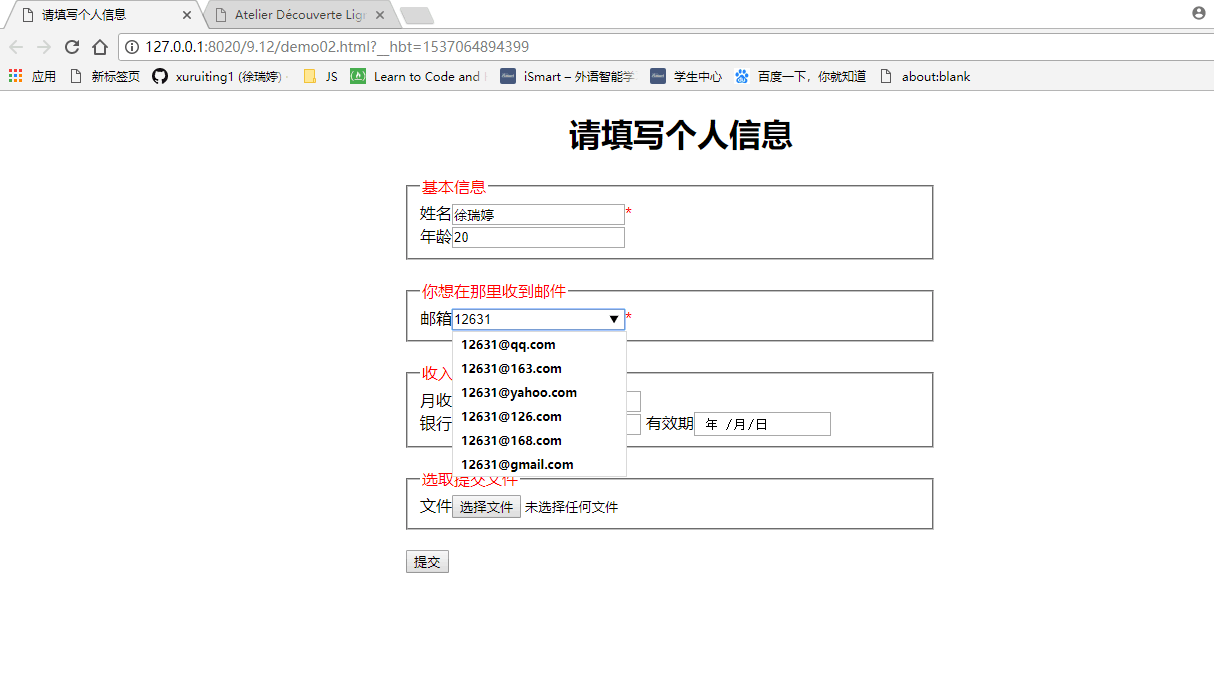 请填写个人信息
Atelier Découverte Lign
127.0.0.1:8020/9.12/demo02.html?__hbt=1537064894399
应用 新标签页 xuruiting1 (徐瑞婷) JS Learn to Code and iSmart – 外语智能学 学生中心 百度一下，你就知道 about:blank
请填写个人信息
基本信息
姓名 徐瑞婷 *
年龄 20
你想在那里收到邮件
邮箱 12631 *
12631@qq.com
12631@163.com
12631@yahoo.com
12631@126.com
12631@168.com
12631@gmail.com
收入
月收
银行 有效期 年 /月/日
选取提交文件
文件 选择文件 未选择任何文件
提交